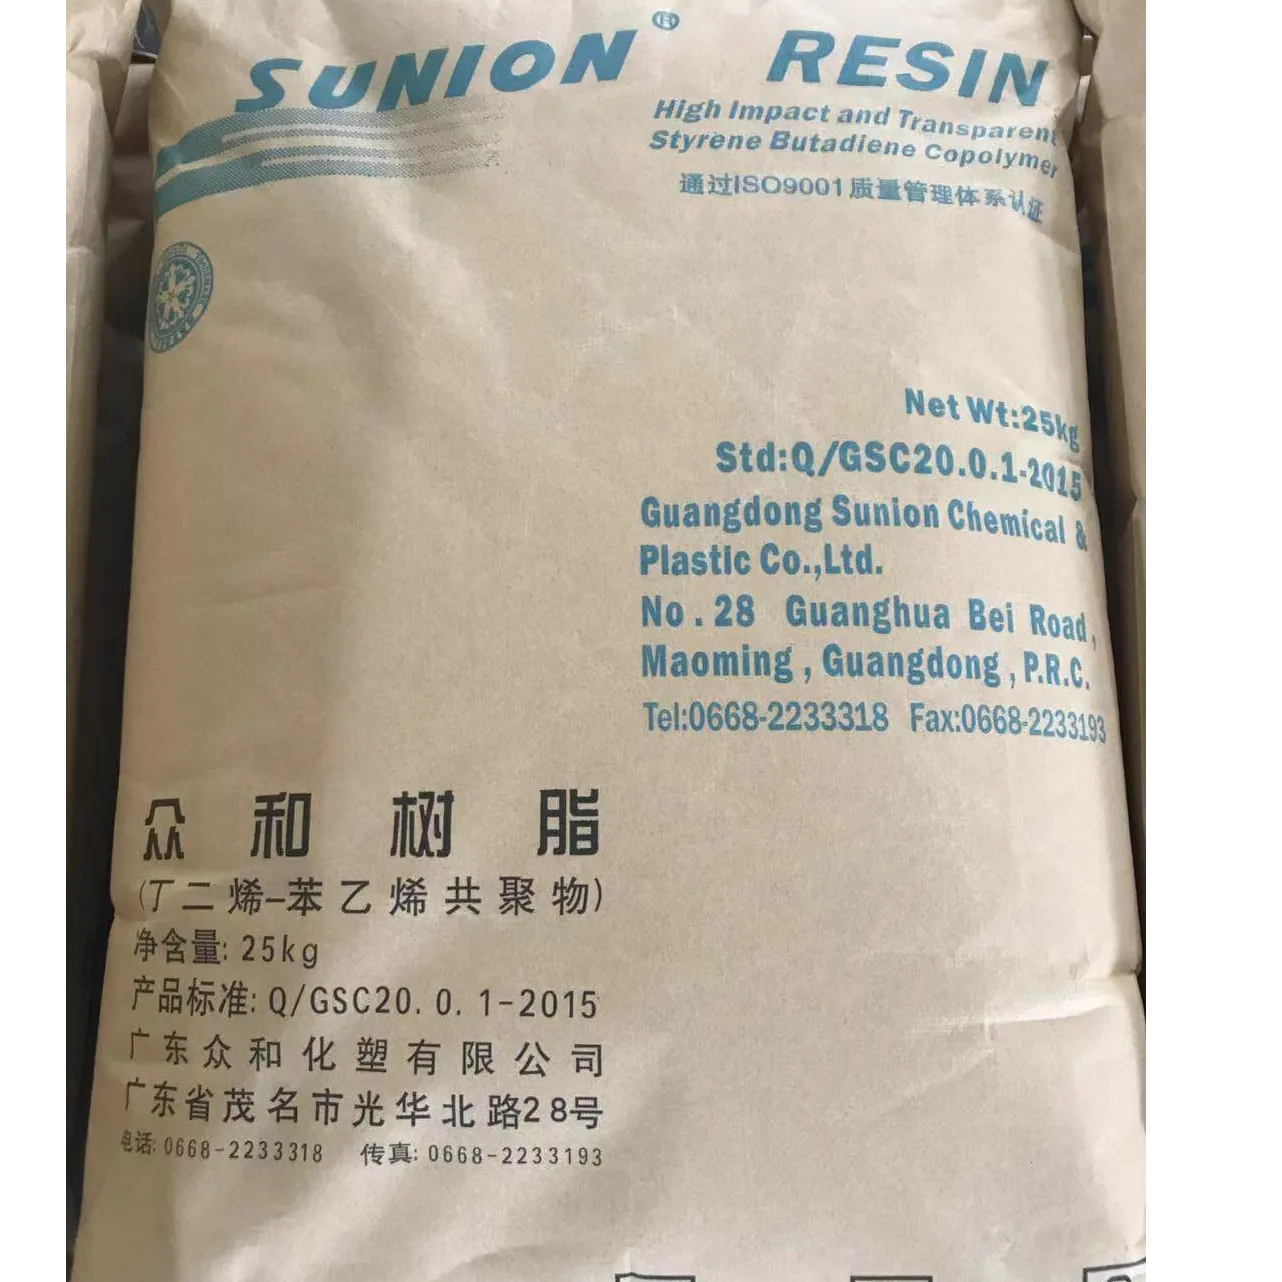 SUNION® RESIN
High Impact and Transparent
Styrene Butadiene Copolymer
通过ISO9001质量管理体系认证
Net Wt:25kg
Std:Q/GSC20.0.1-2015
Guangdong Sunion Chemical &
Plastic Co.,Ltd.
No.28 Guanghua Bei Road,
Maoming, Guangdong, P.R.C.
Tel:0668-2233318 Fax:0668-2233193
众和树脂
(丁二烯-苯乙烯共聚物)
净含量: 25kg
产品标准: Q/GSC20.0.1-2015
广东众和化塑有限公司
广东省茂名市光华北路28号
电话: 0668-2233318 传真: 0668-2233193